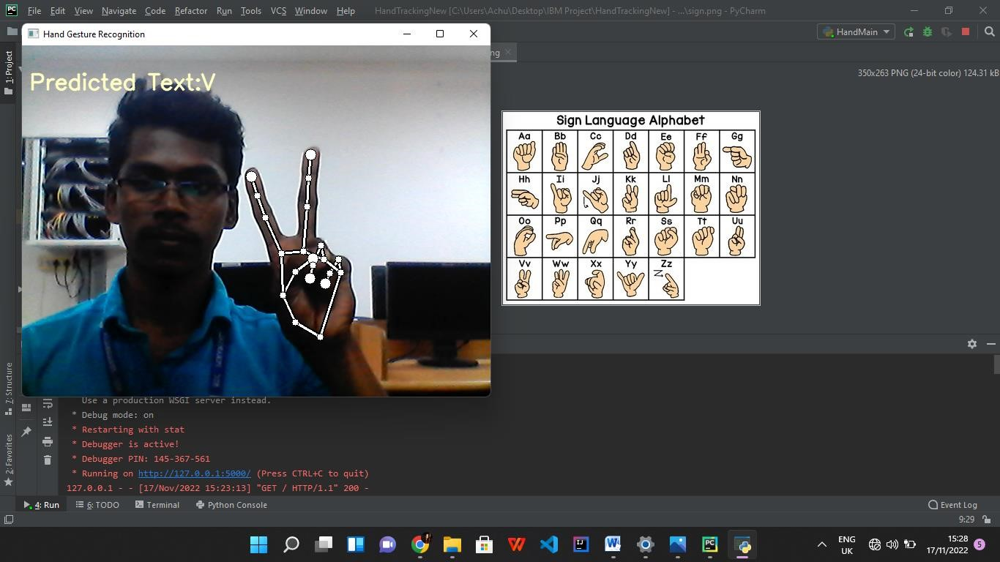 File Edit View Navigate Code Refactor Run Tools VCS Window Help HandTrackingNew [C:\Users\Achu\Desktop\IBM Project\HandTrackingNew] - ...\sign.png - PyCharm
HandMain
Hand Gesture Recognition
ng
1: Project
350x263 PNG (24-bit color) 124.31 kB
Predicted Text:V
Sign Language Alphabet
Aa Bb Cc Dd Ee Ff Gg
Hh Ii Jj Kk Ll Mm Nn
Oo Pp Qq Rr Ss Tt Uu
Vv Ww Xx Yy Zz
Z
7: Structure
2: Favorites
Use a production WSGI server instead.
* Debug mode: on
* Restarting with stat
* Debugger is active!
* Debugger PIN: 145-367-561
* Running on http://127.0.0.1:5000/ (Press CTRL+C to quit)
127.0.0.1 - - [17/Nov/2022 15:23:13] "GET / HTTP/1.1" 200 -
4: Run 6: TODO Terminal Python Console Event Log
9:29
ENG
UK
15:28
17/11/2022
5